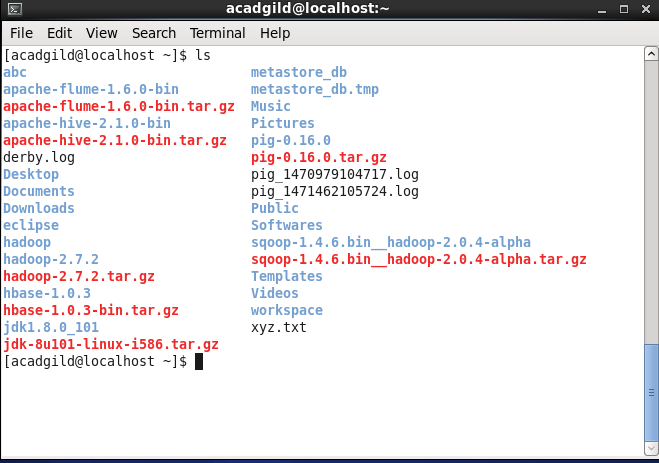 acadgild@localhost:~
File Edit View Search Terminal Help
[acadgild@localhost ~]$ ls
abc metastore_db
apache-flume-1.6.0-bin metastore_db.tmp
apache-flume-1.6.0-bin.tar.gz Music
apache-hive-2.1.0-bin Pictures
apache-hive-2.1.0-bin.tar.gz pig-0.16.0
derby.log pig-0.16.0.tar.gz
Desktop pig_1470979104717.log
Documents pig_1471462105724.log
Downloads Public
eclipse Softwares
hadoop sqoop-1.4.6.bin__hadoop-2.0.4-alpha
hadoop-2.7.2 sqoop-1.4.6.bin__hadoop-2.0.4-alpha.tar.gz
hadoop-2.7.2.tar.gz Templates
hbase-1.0.3 Videos
hbase-1.0.3-bin.tar.gz workspace
jdk1.8.0_101 xyz.txt
jdk-8u101-linux-i586.tar.gz
[acadgild@localhost ~]$